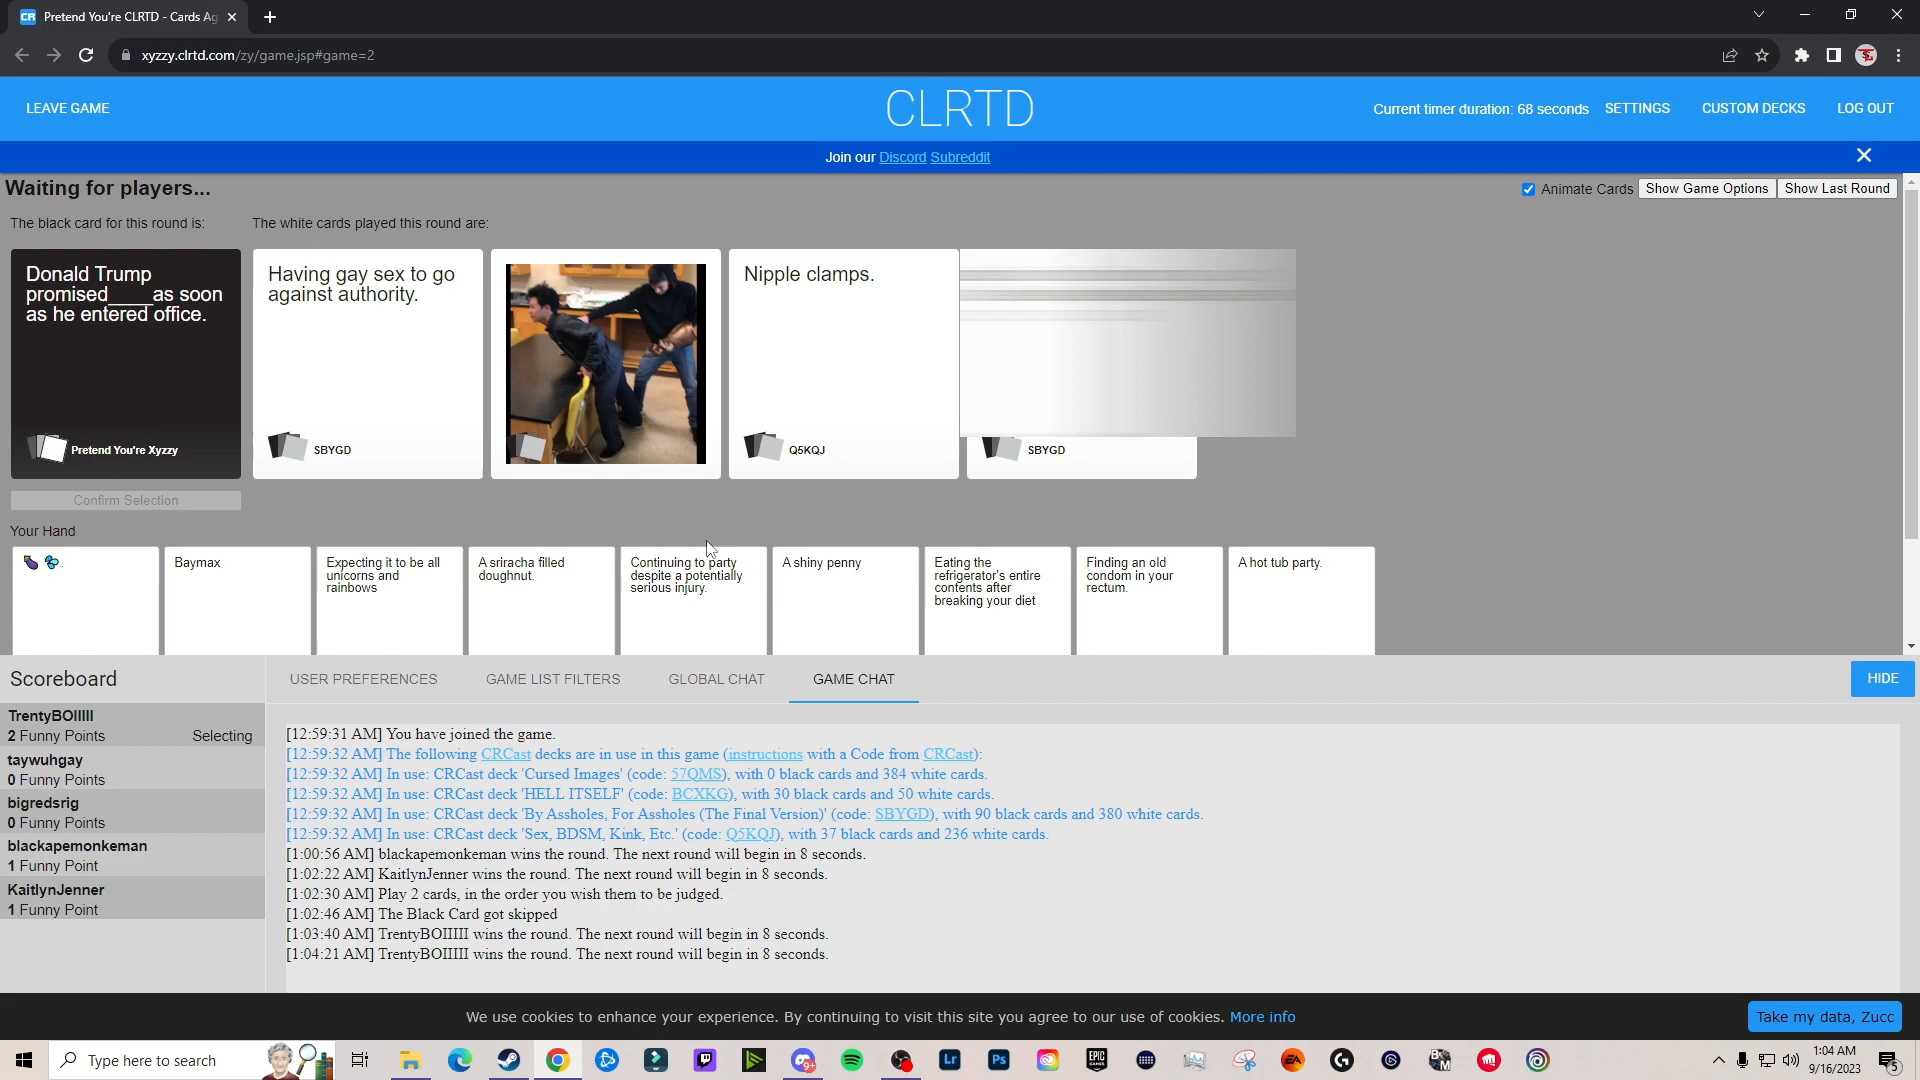 Pretend You're CLRTD - Cards Ag
xyzzy.clrtd.com/zy/game.jsp#game=2
LEAVE GAME
CLRTD
Current timer duration: 68 seconds
SETTINGS
CUSTOM DECKS
LOG OUT
Join our Discord Subreddit
Waiting for players...
Animate Cards
Show Game Options
Show Last Round
The black card for this round is:
The white cards played this round are:
Donald Trump
promised____as soon
as he entered office.
Pretend You're Xyzzy
Having gay sex to go
against authority.
SBYGD
Nipple clamps.
Q5KQJ
SBYGD
Confirm Selection
Your Hand
Baymax
Expecting it to be all
unicorns and
rainbows
A sriracha filled
doughnut.
Continuing to party
despite a potentially
serious injury.
A shiny penny
Eating the
refrigerator's entire
contents after
breaking your diet
Finding an old
condom in your
rectum.
A hot tub party.
Scoreboard
USER PREFERENCES
GAME LIST FILTERS
GLOBAL CHAT
GAME CHAT
HIDE
TrentyBOIIIII
2 Funny Points
Selecting
taywuhgay
0 Funny Points
bigredsrig
0 Funny Points
blackapemonkeman
1 Funny Point
KaitlynJenner
1 Funny Point
[12:59:31 AM] You have joined the game.
[12:59:32 AM] The following CRCast decks are in use in this game (instructions with a Code from CRCast):
[12:59:32 AM] In use: CRCast deck 'Cursed Images' (code: 57QMS), with 0 black cards and 384 white cards.
[12:59:32 AM] In use: CRCast deck 'HELL ITSELF' (code: BCXKG), with 30 black cards and 50 white cards.
[12:59:32 AM] In use: CRCast deck 'By Assholes, For Assholes (The Final Version)' (code: SBYGD), with 90 black cards and 380 white cards.
[12:59:32 AM] In use: CRCast deck 'Sex, BDSM, Kink, Etc.' (code: Q5KQJ), with 37 black cards and 236 white cards.
[1:00:56 AM] blackapemonkeman wins the round. The next round will begin in 8 seconds.
[1:02:22 AM] KaitlynJenner wins the round. The next round will begin in 8 seconds.
[1:02:30 AM] Play 2 cards, in the order you wish them to be judged.
[1:02:46 AM] The Black Card got skipped
[1:03:40 AM] TrentyBOIIIII wins the round. The next round will begin in 8 seconds.
[1:04:21 AM] TrentyBOIIIII wins the round. The next round will begin in 8 seconds.
We use cookies to enhance your experience. By continuing to visit this site you agree to our use of cookies. More info
Take my data, Zucc
Type here to search
9+
Lr
Ps
EPIC
GAMES
EA
1:04 AM
9/16/2023
5